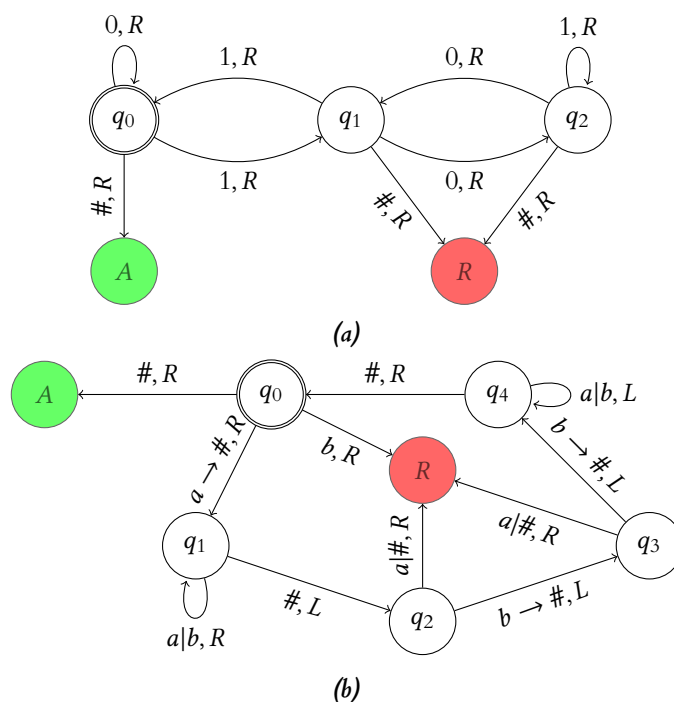 0, R
1, R
1, R
0, R
q0
q1
q2
1, R
0, R
#, R
#, R
#, R
A
R
(a)
#, R
#, R
A
q0
q4
a|b, L
a → #, R
b, R
b → #, L
R
q1
a|#, R
q3
a|#, R
#, L
q2
a|b, R
b → #, L
(b)